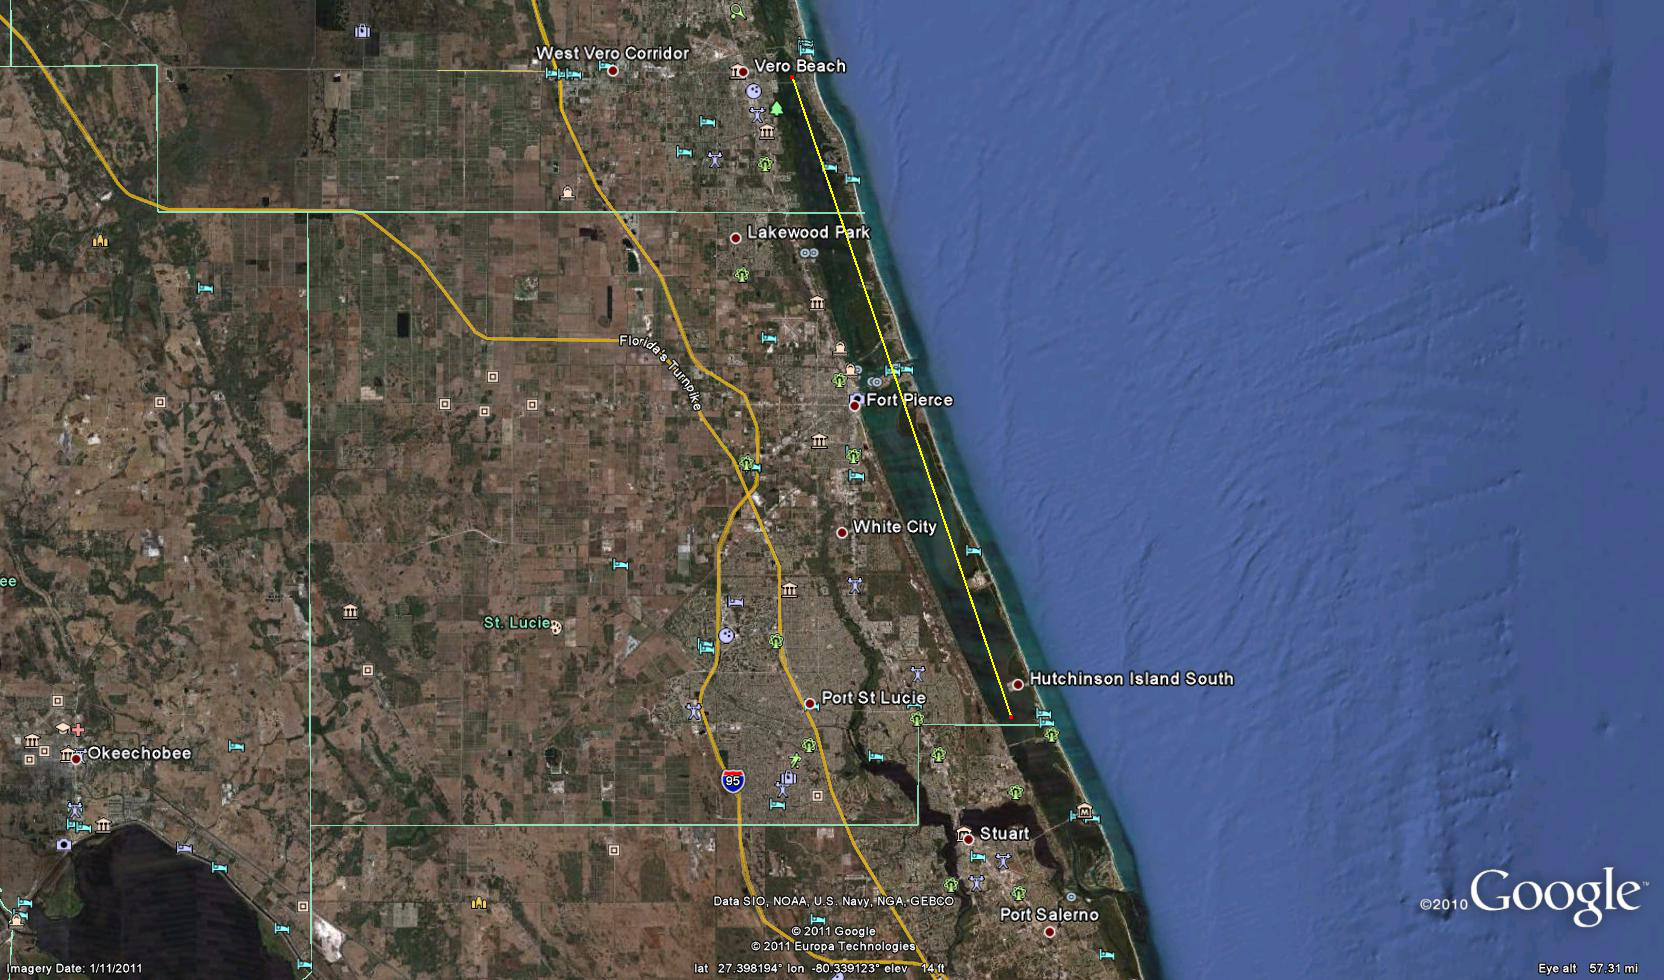 West Vero Corridor
Vero Beach
Lakewood Park
Florida's Turnpike
Fort Pierce
White City
ee
St. Lucie
Hutchinson Island South
Port St Lucie
Okeechobee
95
Stuart
Data SIO, NOAA, U.S. Navy, NGA, GEBCO
©2010 Google™
Port Salerno
© 2011 Google
© 2011 Europa Technologies
Imagery Date: 1/11/2011
lat 27.398194° lon -80.339123° elev 14 ft
Eye alt 57.31 mi